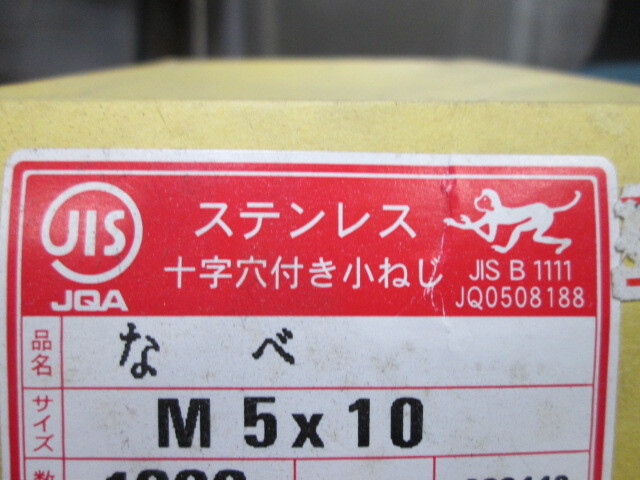 JIS
JQA
ステンレス
十字穴付き小ねじ
JIS B 1111
JQ0508188
品名
なべ
サイズ
M 5 x 10
数